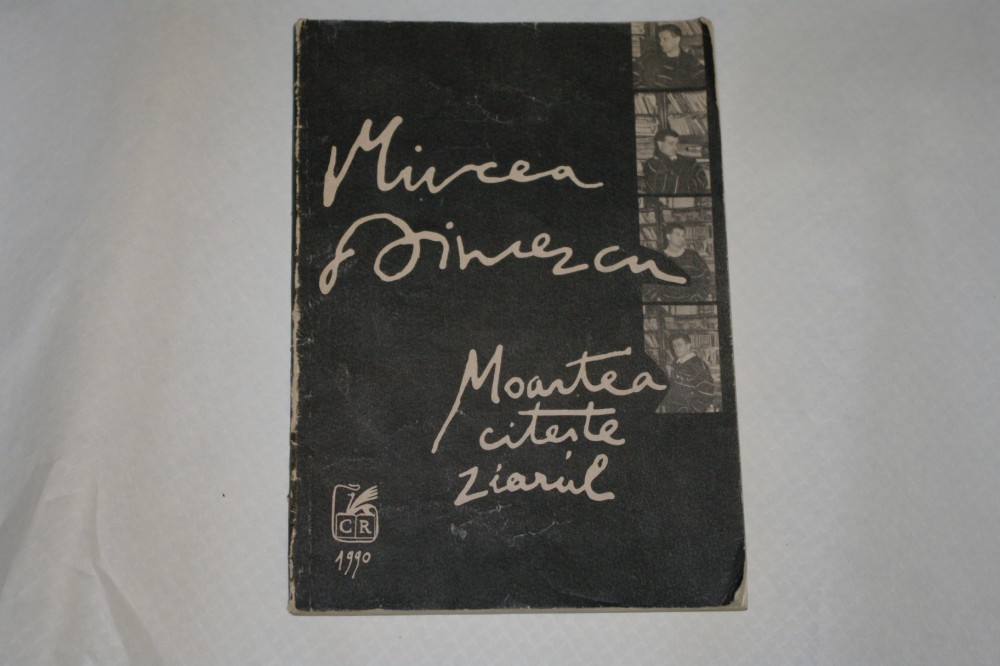 Mircea
Dinescu
Moartea
citește
ziarul
CR
1990